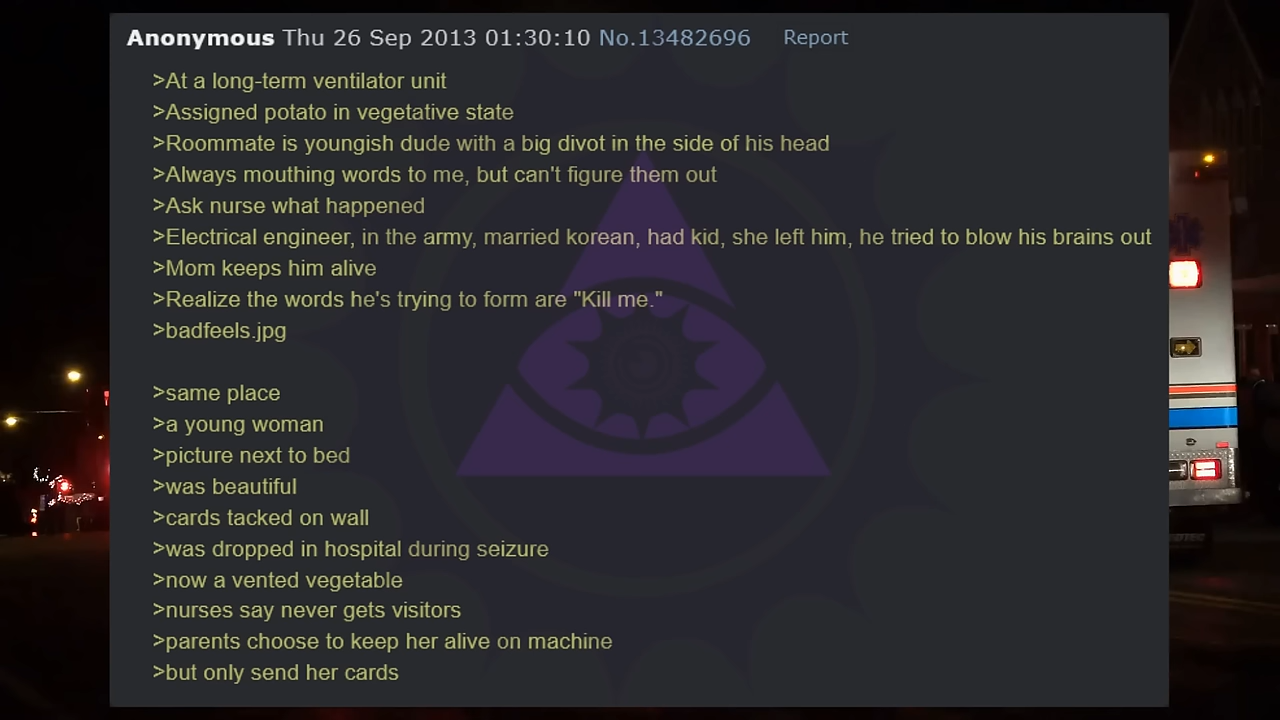 Anonymous Thu 26 Sep 2013 01:30:10 No.13482696 Report
>At a long-term ventilator unit
>Assigned potato in vegetative state
>Roommate is youngish dude with a big divot in the side of his head
>Always mouthing words to me, but can't figure them out
>Ask nurse what happened
>Electrical engineer, in the army, married korean, had kid, she left him, he tried to blow his brains out
>Mom keeps him alive
>Realize the words he's trying to form are "Kill me."
>badfeels.jpg
>same place
>a young woman
>picture next to bed
>was beautiful
>cards tacked on wall
>was dropped in hospital during seizure
>now a vented vegetable
>nurses say never gets visitors
>parents choose to keep her alive on machine
>but only send her cards